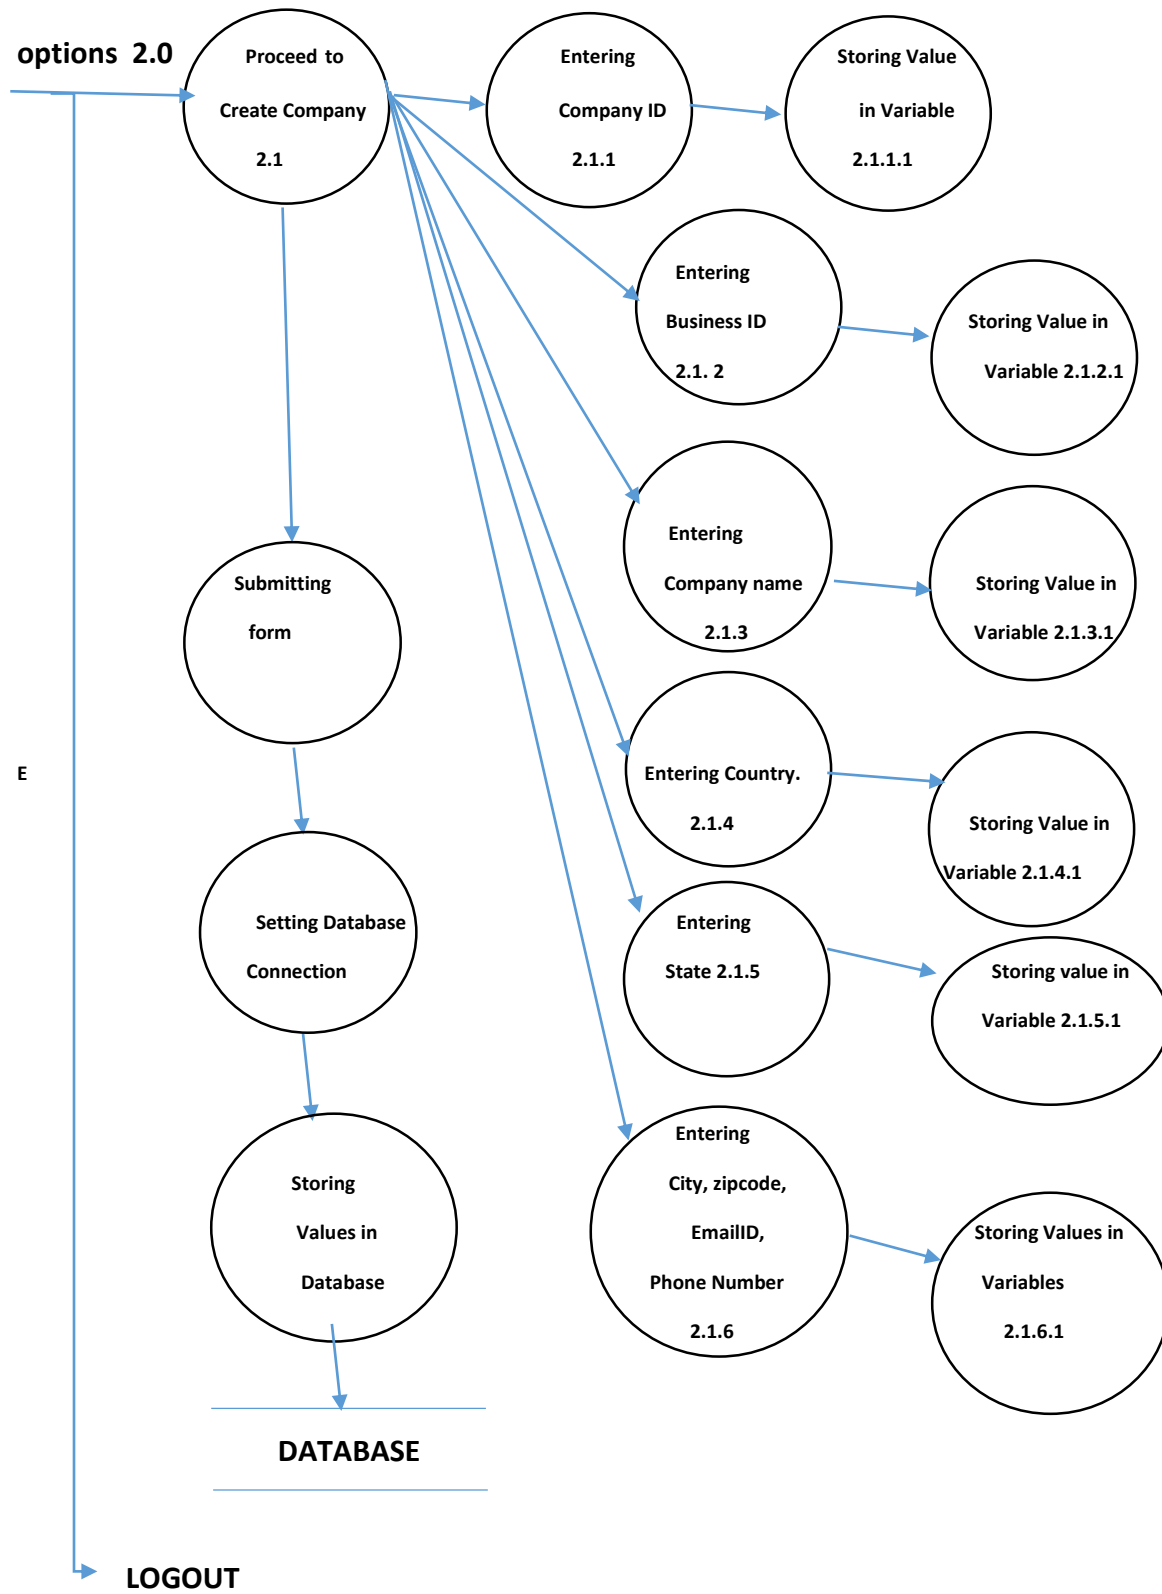 options 2.0
Proceed to
Create Company
2.1
Entering
Company ID
2.1.1
Storing Value
in Variable
2.1.1.1
Entering
Business ID
2.1. 2
Storing Value in
Variable 2.1.2.1
Entering
Company name
2.1.3
Storing Value in
Variable 2.1.3.1
Submitting
form
E
Entering Country.
2.1.4
Storing Value in
Variable 2.1.4.1
Setting Database
Connection
Entering
State 2.1.5
Storing value in
Variable 2.1.5.1
Storing
Values in
Database
Entering
City, zipcode,
EmailID,
Phone Number
2.1.6
Storing Values in
Variables
2.1.6.1
DATABASE
LOGOUT